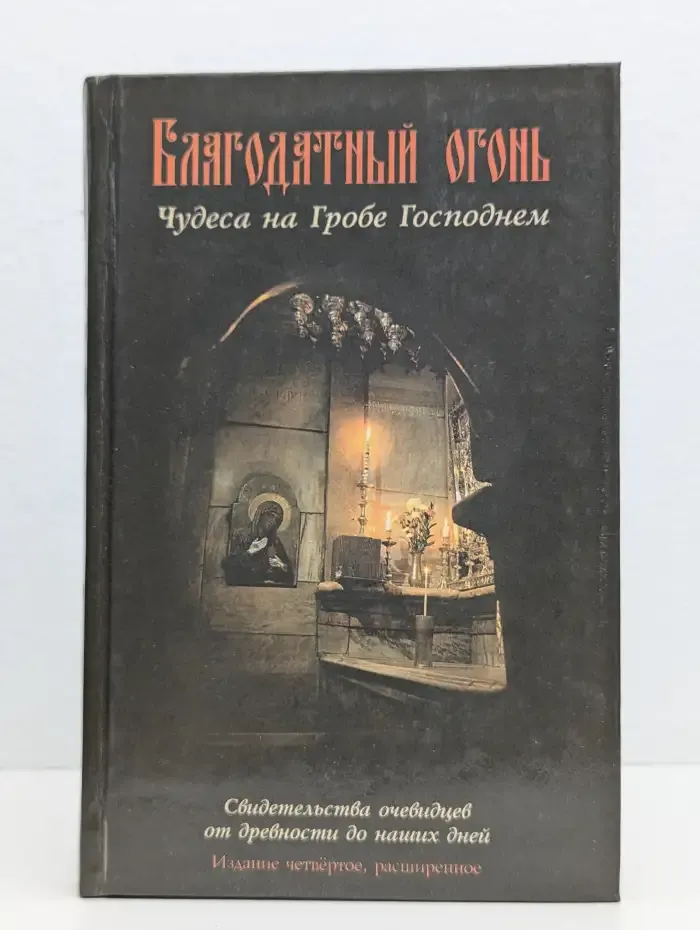 Благодатный огонь
Чудеса на Гробе Господнем
Свидетельства очевидцев
от древности до наших дней
Издание четвёртое, расширенное